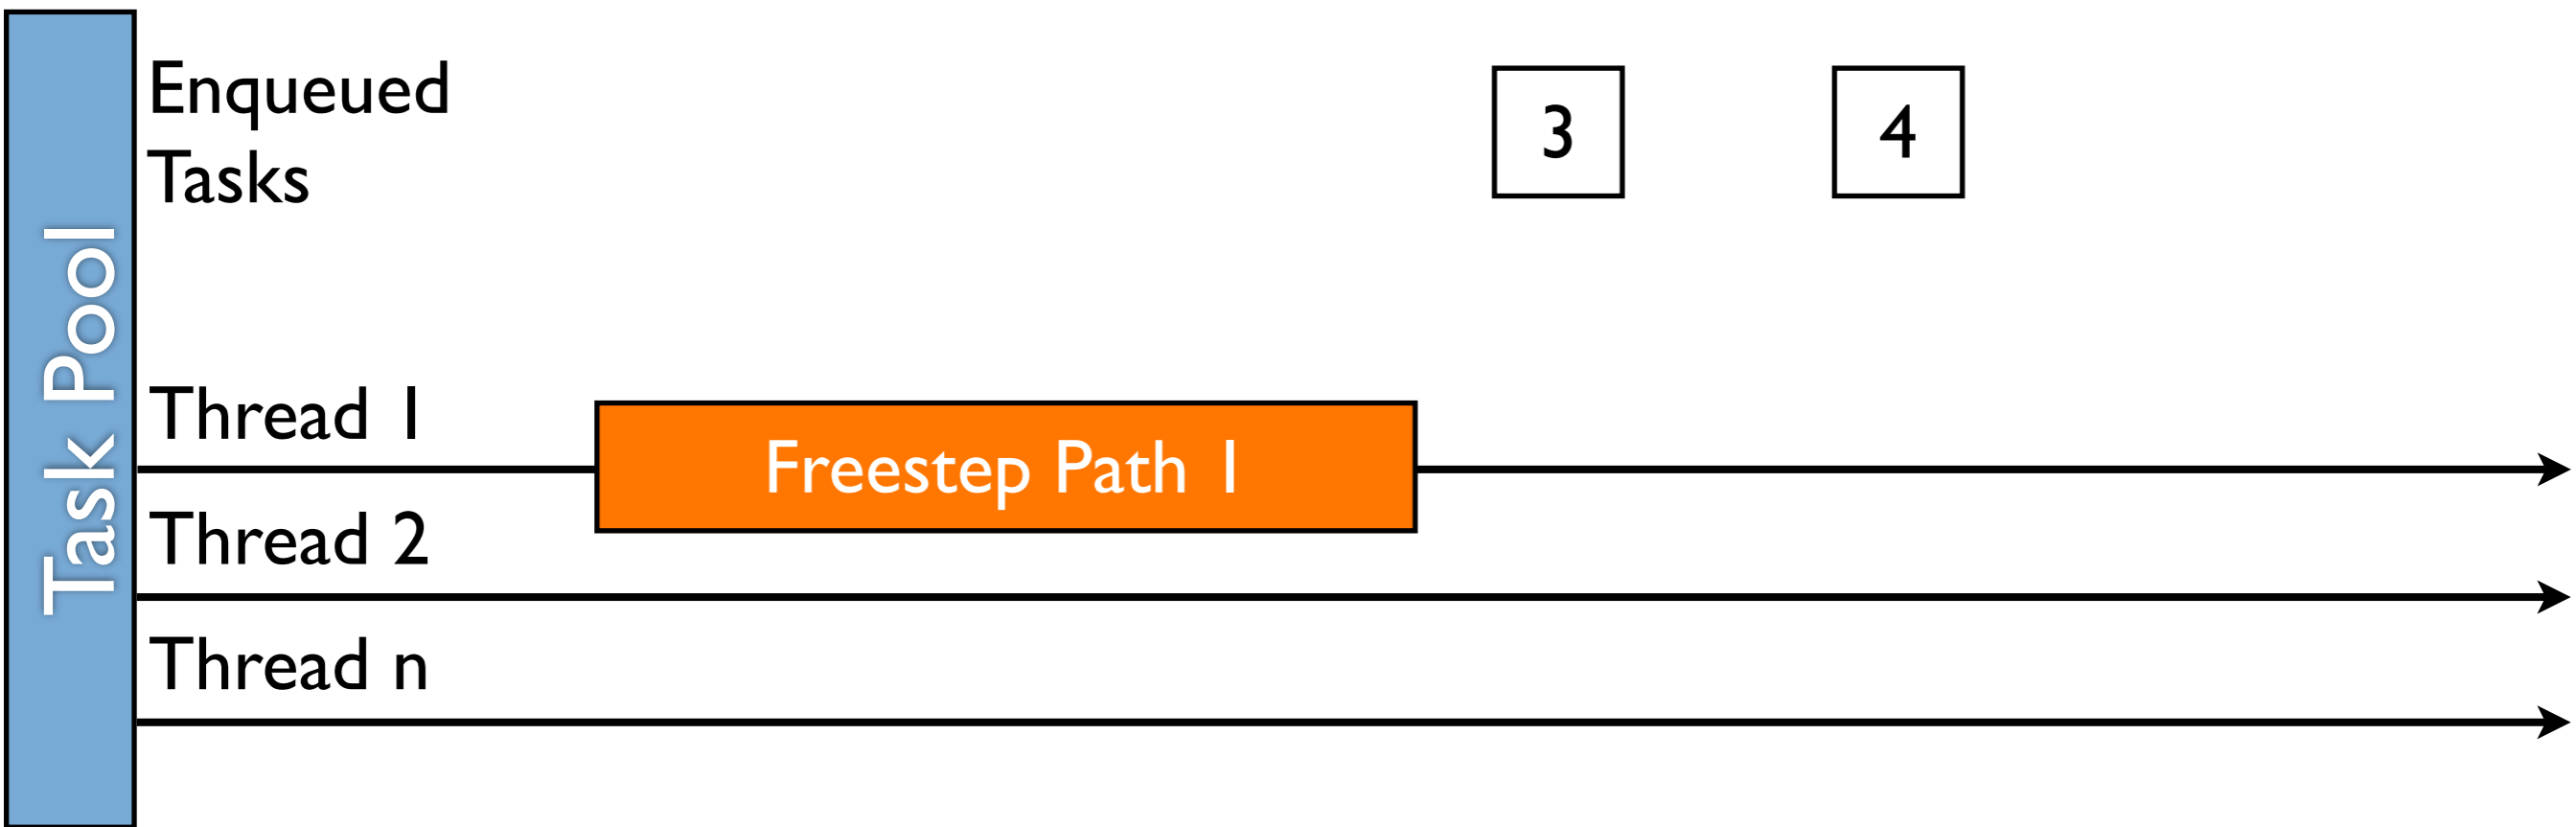 Task Pool
Enqueued
Tasks
3
4
Thread 1
Freestep Path 1
Thread 2
Thread n